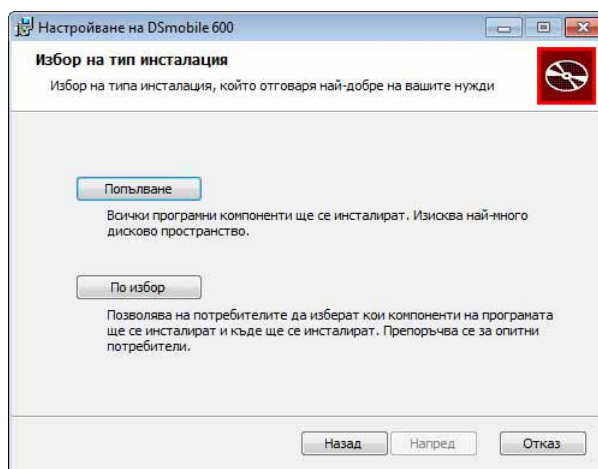 Настройване на DSmobile 600
Избор на тип инсталация
Избор на типа инсталация, който отговаря най-добре на вашите нужди
Попълване
Всички програмни компоненти ще се инсталират. Изисква най-много
дисково пространство.
По избор
Позволява на потребителите да изберат кои компоненти на програмата
ще се инсталират и къде ще се инсталират. Препоръчва се за опитни
потребители.
Назад
Напред
Отказ